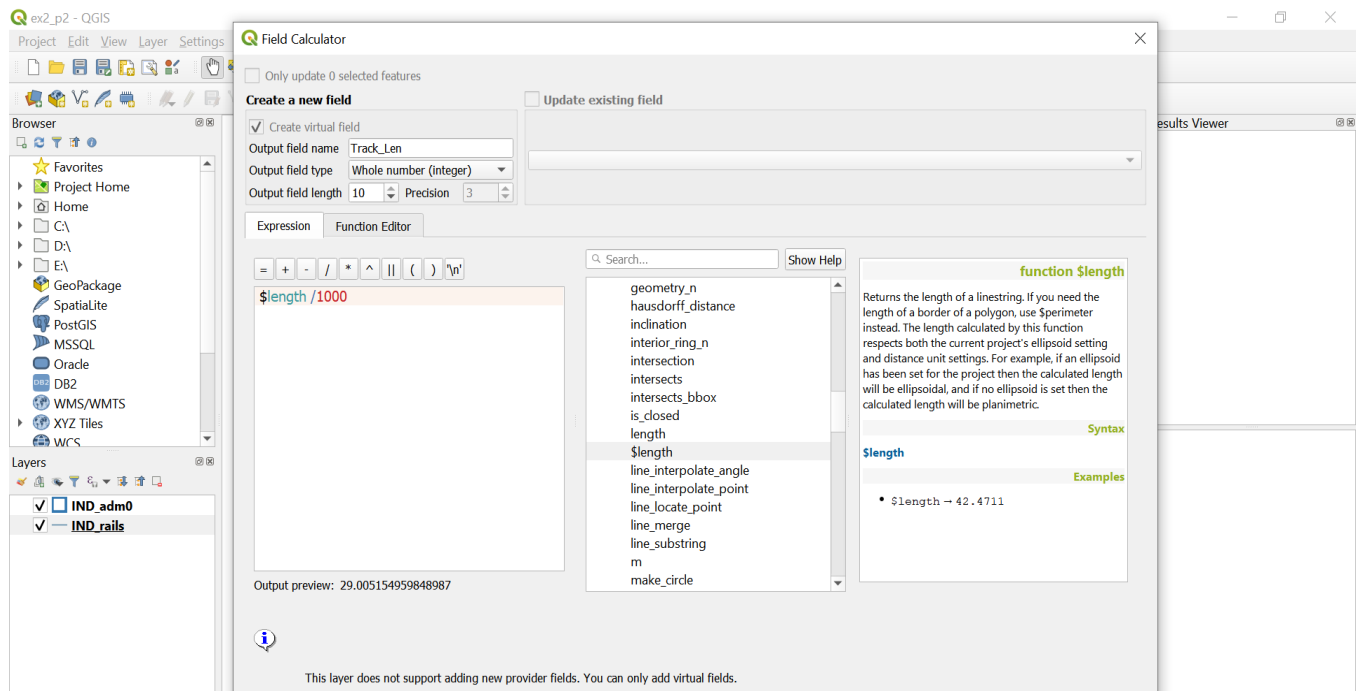 ex2_p2 - QGIS
Project Edit View Layer Settings
Browser
Favorites
Project Home
Home
C:\
D:\
E:\
GeoPackage
SpatiaLite
PostGIS
MSSQL
Oracle
DB2
DB2
WMS/WMTS
XYZ Tiles
WCS
Layers
IND_adm0
IND_rails
Field Calculator
Only update 0 selected features
Create a new field
Update existing field
Create virtual field
Output field name Track_Len
Output field type Whole number (integer)
Output field length 10 Precision 3
Expression Function Editor
= + - / * ^ || ( ) '\n'
$length /1000
Output preview: 29.005154959848987
Search...
Show Help
geometry_n
hausdorff_distance
inclination
interior_ring_n
intersection
intersects
intersects_bbox
is_closed
length
$length
line_interpolate_angle
line_interpolate_point
line_locate_point
line_merge
line_substring
m
make_circle
function $length
Returns the length of a linestring. If you need the
length of a border of a polygon, use $perimeter
instead. The length calculated by this function
respects both the current project's ellipsoid setting
and distance unit settings. For example, if an ellipsoid
has been set for the project then the calculated length
will be ellipsoidal, and if no ellipsoid is set then the
calculated length will be planimetric.
Syntax
$length
Examples
• $length → 42.4711
This layer does not support adding new provider fields. You can only add virtual fields.
esults Viewer